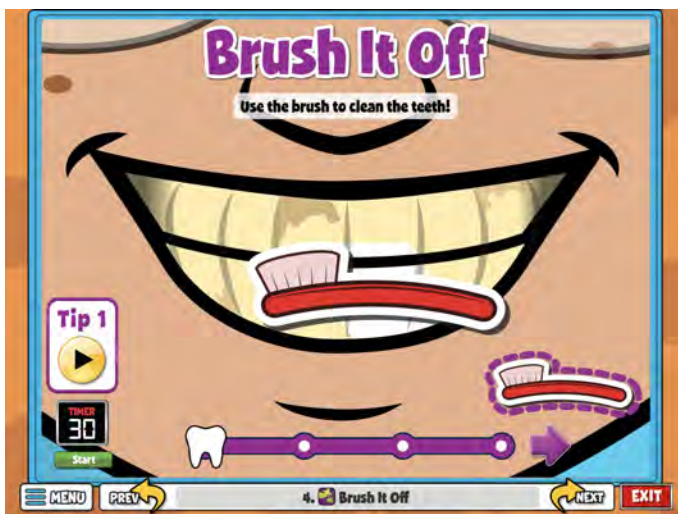 Brush It Off
Use the brush to clean the teeth!
Tip 1
TIMER
30
Start
MENU
PREV
4. Brush It Off
NEXT
EXIT